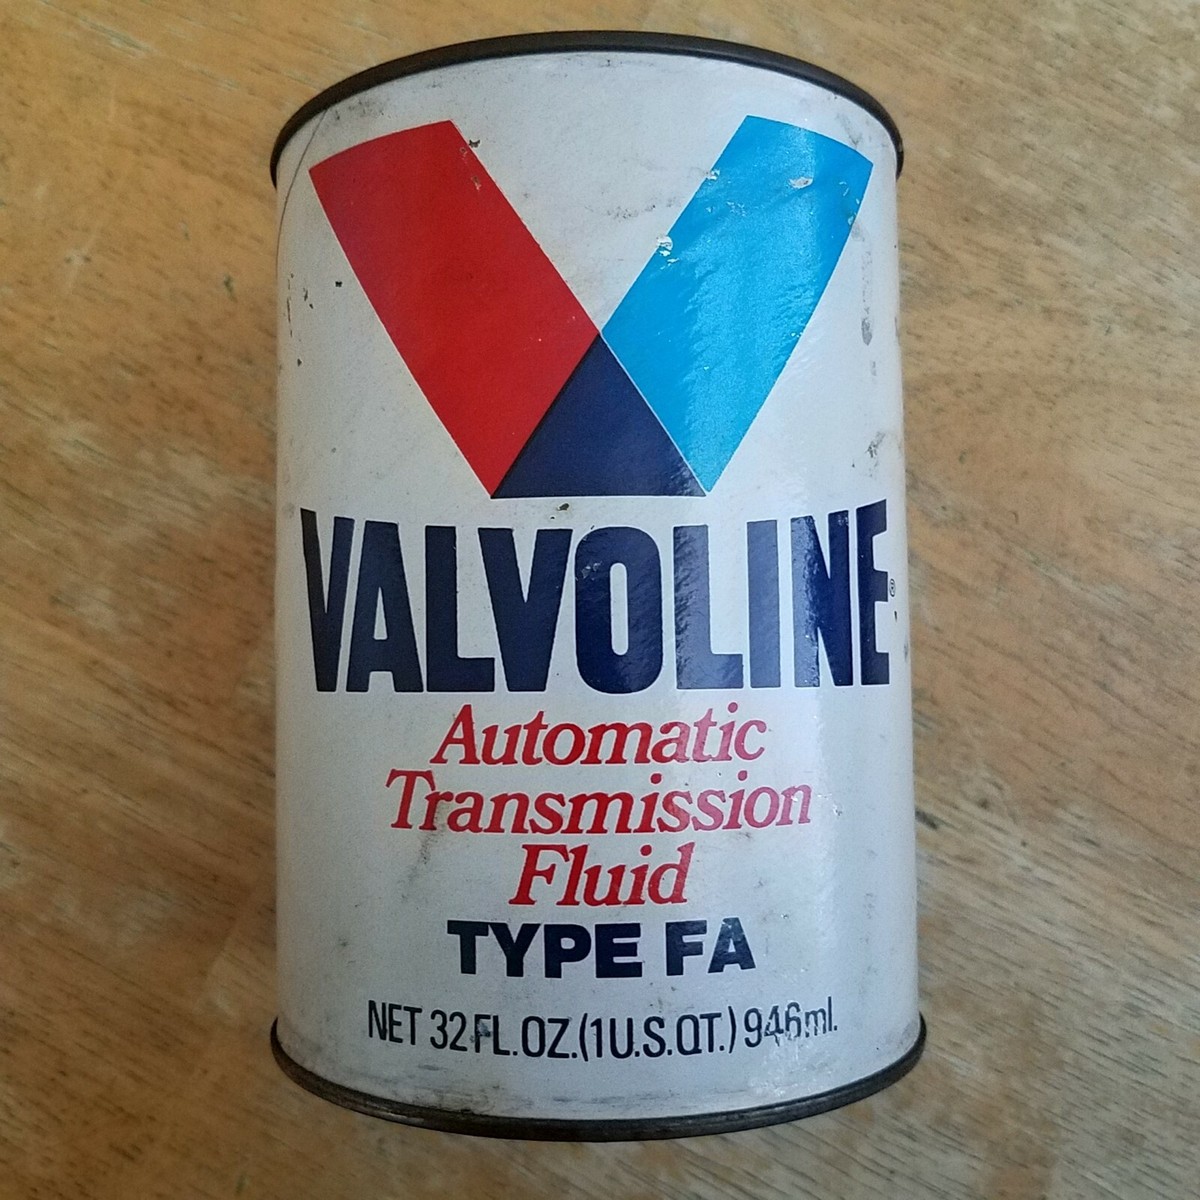 VALVOLINE®
Automatic
Transmission
Fluid
TYPE FA
NET 32 FL. OZ. (1 U.S. QT.) 946 ml.